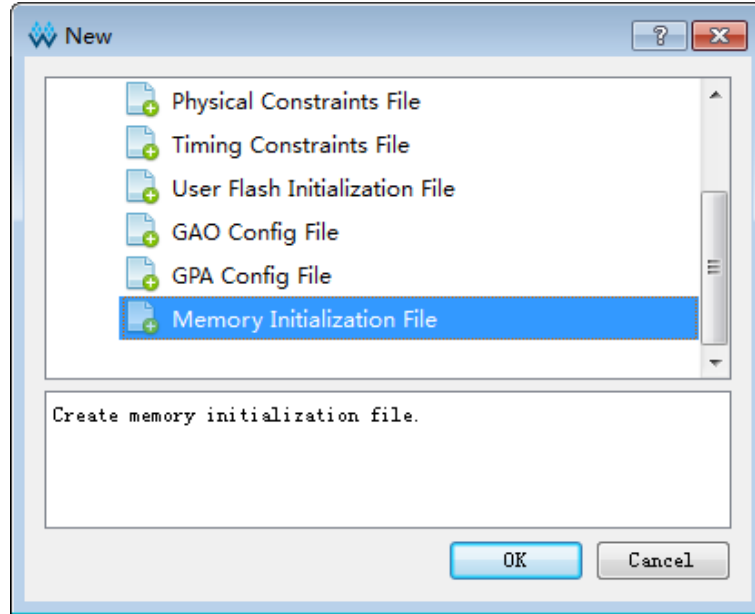 New
Physical Constraints File
Timing Constraints File
User Flash Initialization File
GAO Config File
GPA Config File
Memory Initialization File
Create memory initialization file.
OK
Cancel